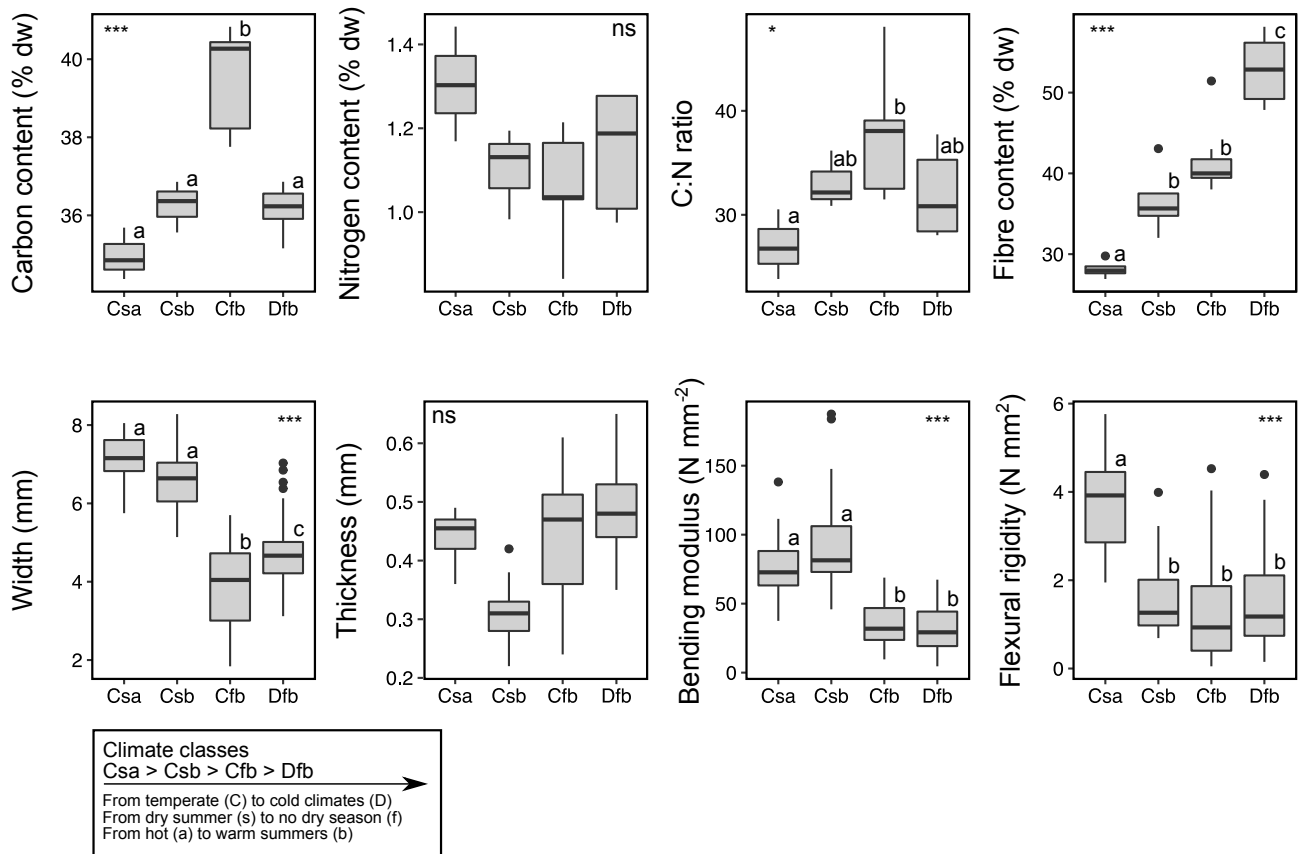 Carbon content (% dw)
***
40
38
36
a
a
b
a
Csa Csb Cfb Dfb
Nitrogen content (% dw)
ns
1.4
1.2
1.0
Csa Csb Cfb Dfb
C:N ratio
*
40
30
a
ab
b
ab
Csa Csb Cfb Dfb
Fibre content (% dw)
***
50
40
30
a
b
b
c
Csa Csb Cfb Dfb
Width (mm)
***
8
6
4
2
a
a
b
c
Csa Csb Cfb Dfb
Thickness (mm)
ns
0.6
0.5
0.4
0.3
0.2
Csa Csb Cfb Dfb
Bending modulus (N mm-2)
***
150
100
50
0
a
a
b
b
Csa Csb Cfb Dfb
Flexural rigidity (N mm2)
***
6
4
2
0
a
b
b
b
Csa Csb Cfb Dfb
Climate classes
Csa > Csb > Cfb > Dfb
From temperate (C) to cold climates (D)
From dry summer (s) to no dry season (f)
From hot (a) to warm summers (b)